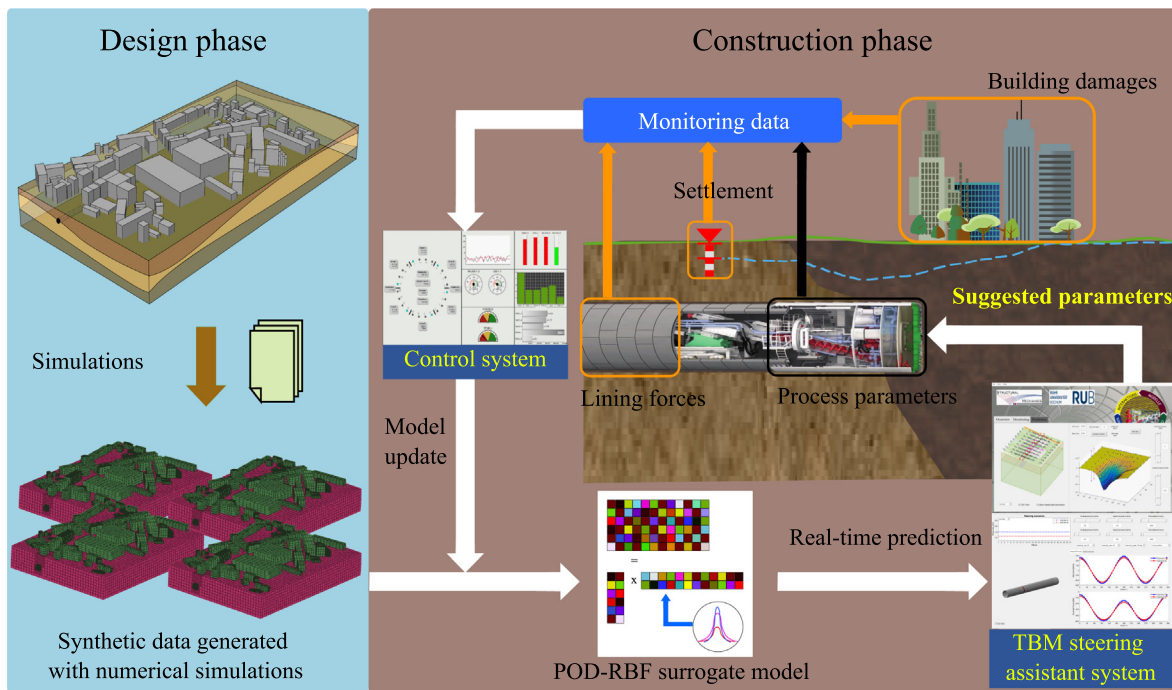 Design phase
Construction phase
Building damages
Monitoring data
Settlement
Suggested parameters
Simulations
Control system
Lining forces
Process parameters
Model
update
RUB
Real-time prediction
=
x
Synthetic data generated
with numerical simulations
POD-RBF surrogate model
TBM steering
assistant system